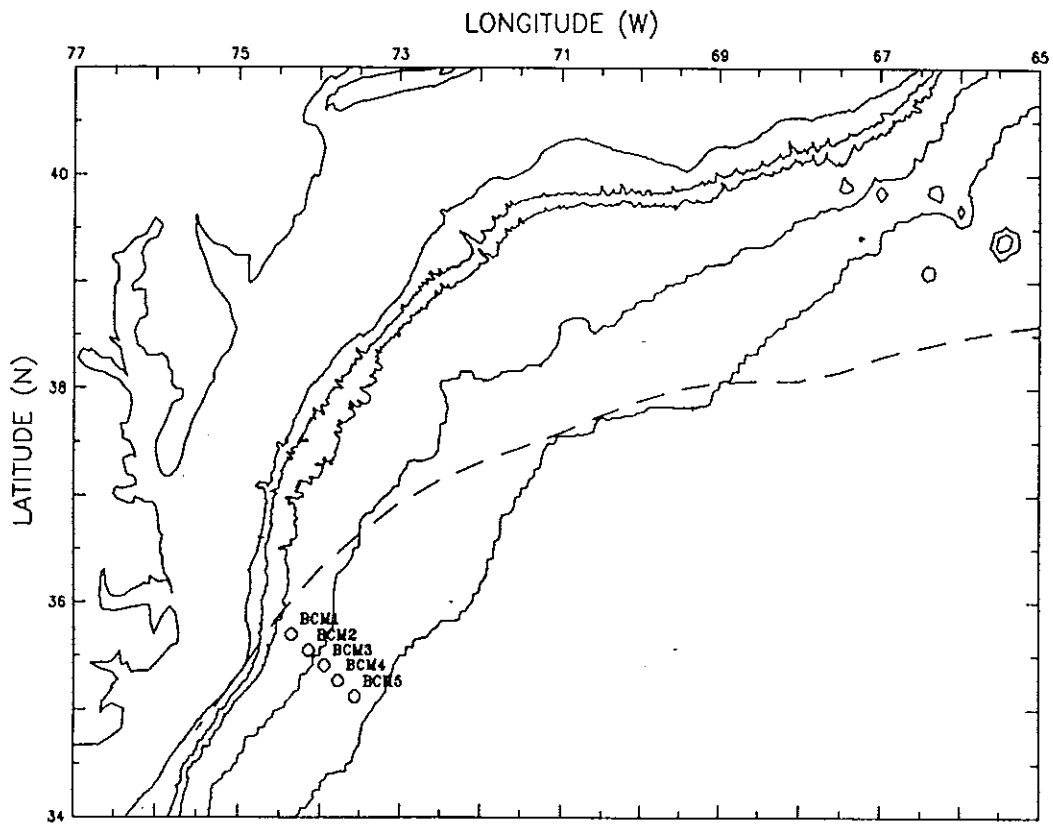 LONGITUDE (W)
77 75 73 71 69 67 65
LATITUDE (N)
40
38
36
34
BCM1
BCM2
BCM3
BCM4
BCM5